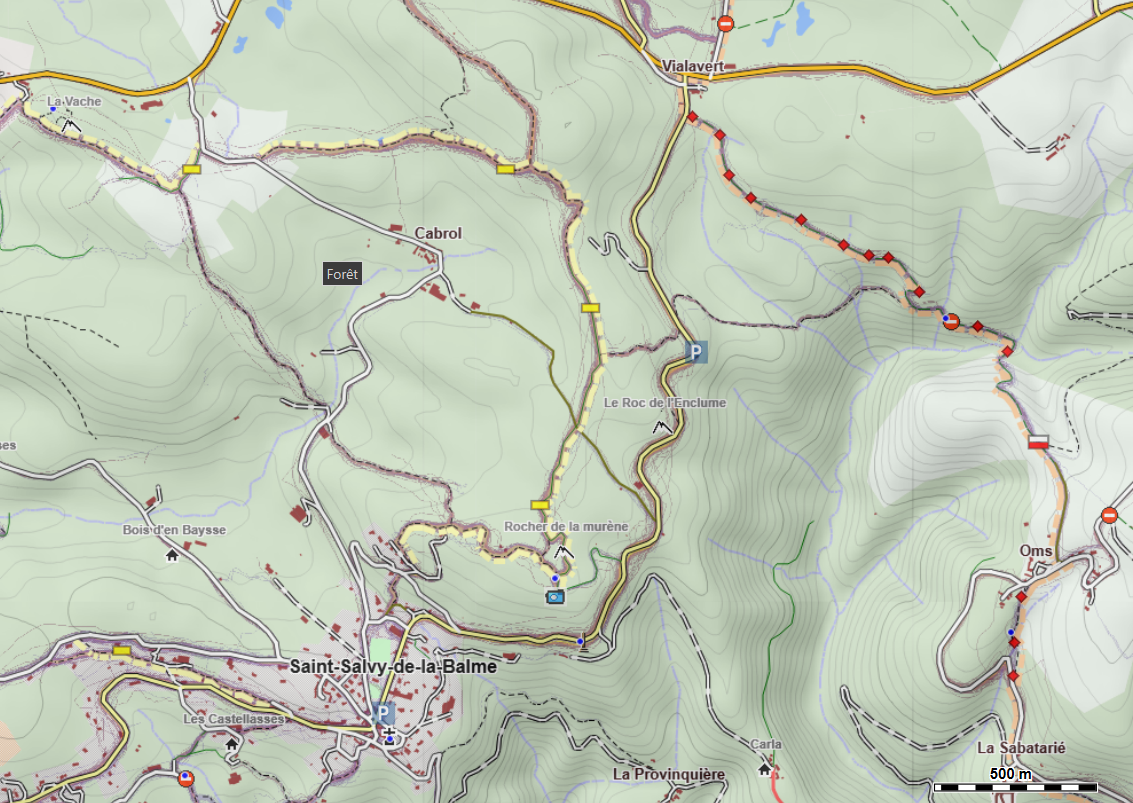 Vialavert
La Vache
Cabrol
Forêt
P
Le Roc de l'Enclume
ses
Rocher de la murène
Bois d'en Baysse
Oms
Saint-Salvy-de-la-Balme
P
Les Castellasses
Carla
La Sabatarié
La Provinquière
500 m